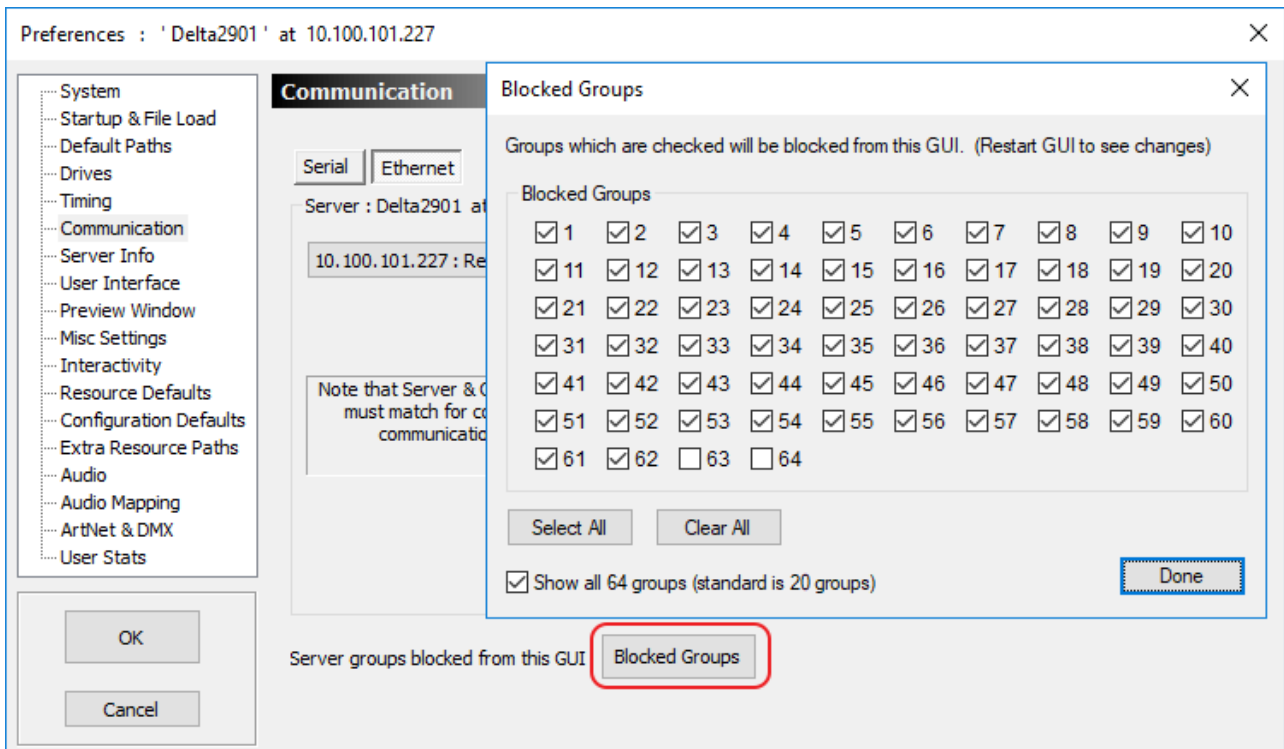 Preferences : 'Delta2901' at 10.100.101.227
System
Startup & File Load
Default Paths
Drives
Timing
Communication
Server Info
User Interface
Preview Window
Misc Settings
Interactivity
Resource Defaults
Configuration Defaults
Extra Resource Paths
Audio
Audio Mapping
ArtNet & DMX
User Stats
OK
Cancel
Communication
Serial Ethernet
Server : Delta2901 at
10.100.101.227 : Re
Note that Server &
must match for co
communicatio
Server groups blocked from this GUI Blocked Groups
Blocked Groups
Groups which are checked will be blocked from this GUI. (Restart GUI to see changes)
Blocked Groups
1 2 3 4 5 6 7 8 9 10
11 12 13 14 15 16 17 18 19 20
21 22 23 24 25 26 27 28 29 30
31 32 33 34 35 36 37 38 39 40
41 42 43 44 45 46 47 48 49 50
51 52 53 54 55 56 57 58 59 60
61 62 63 64
Select All Clear All
Show all 64 groups (standard is 20 groups)
Done